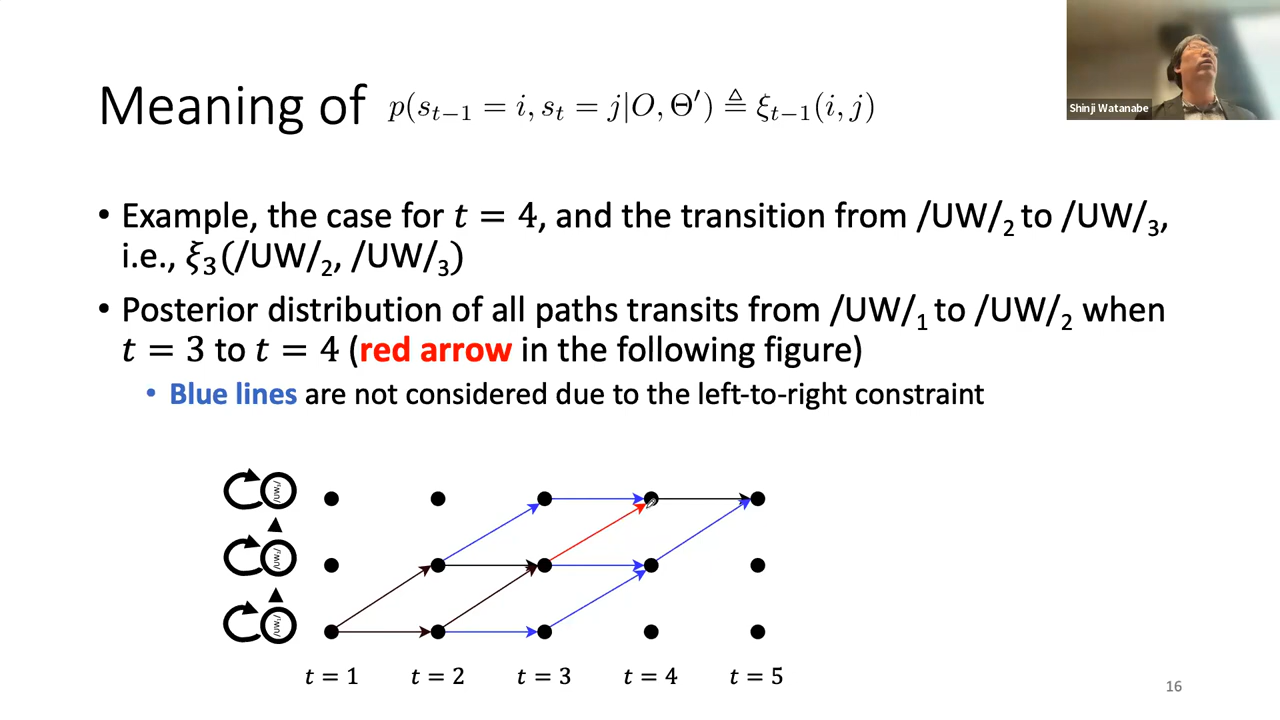 Shinji Watanabe
Meaning of p(s_{t−1} = i, s_t = j|O, Θ′) ≜ ξ_{t−1}(i, j)
• Example, the case for t = 4, and the transition from /UW/₂ to /UW/₃,
i.e., ξ₃(/UW/₂, /UW/₃)
• Posterior distribution of all paths transits from /UW/₁ to /UW/₂ when
t = 3 to t = 4 (red arrow in the following figure)
• Blue lines are not considered due to the left-to-right constraint
t = 1 t = 2 t = 3 t = 4 t = 5
16